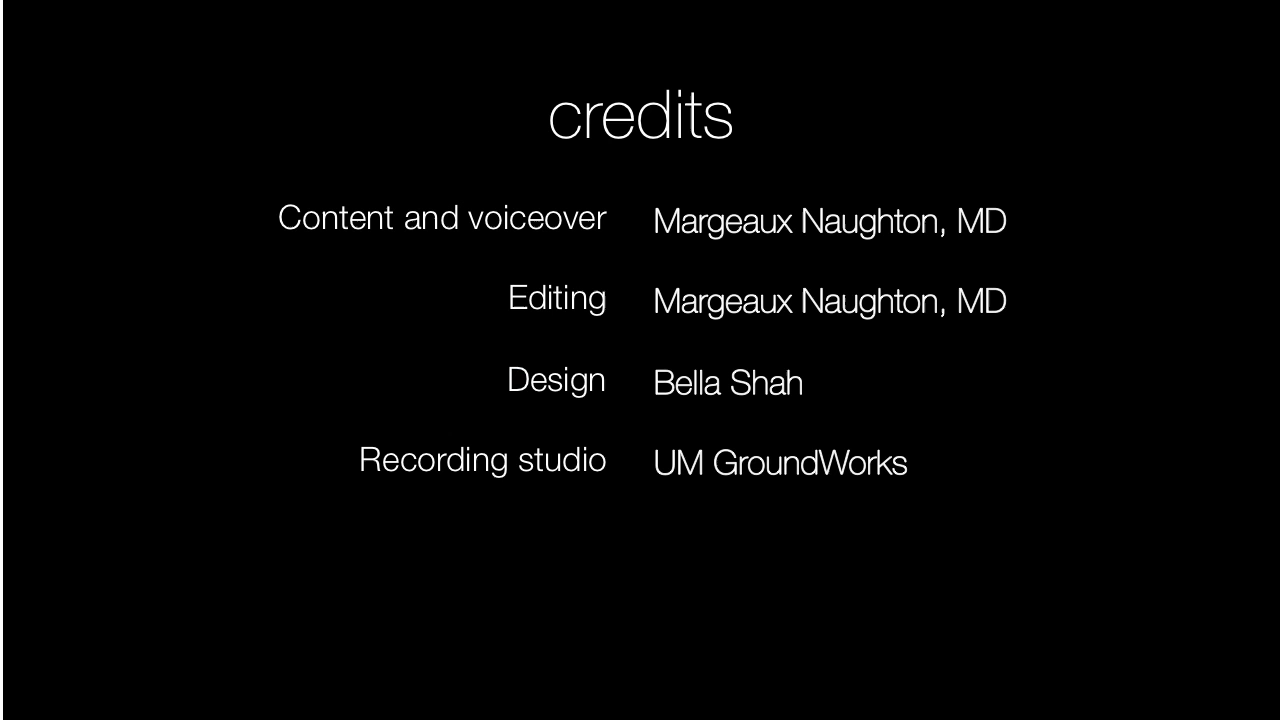 credits
Content and voiceover Margeaux Naughton, MD
Editing Margeaux Naughton, MD
Design Bella Shah
Recording studio UM GroundWorks